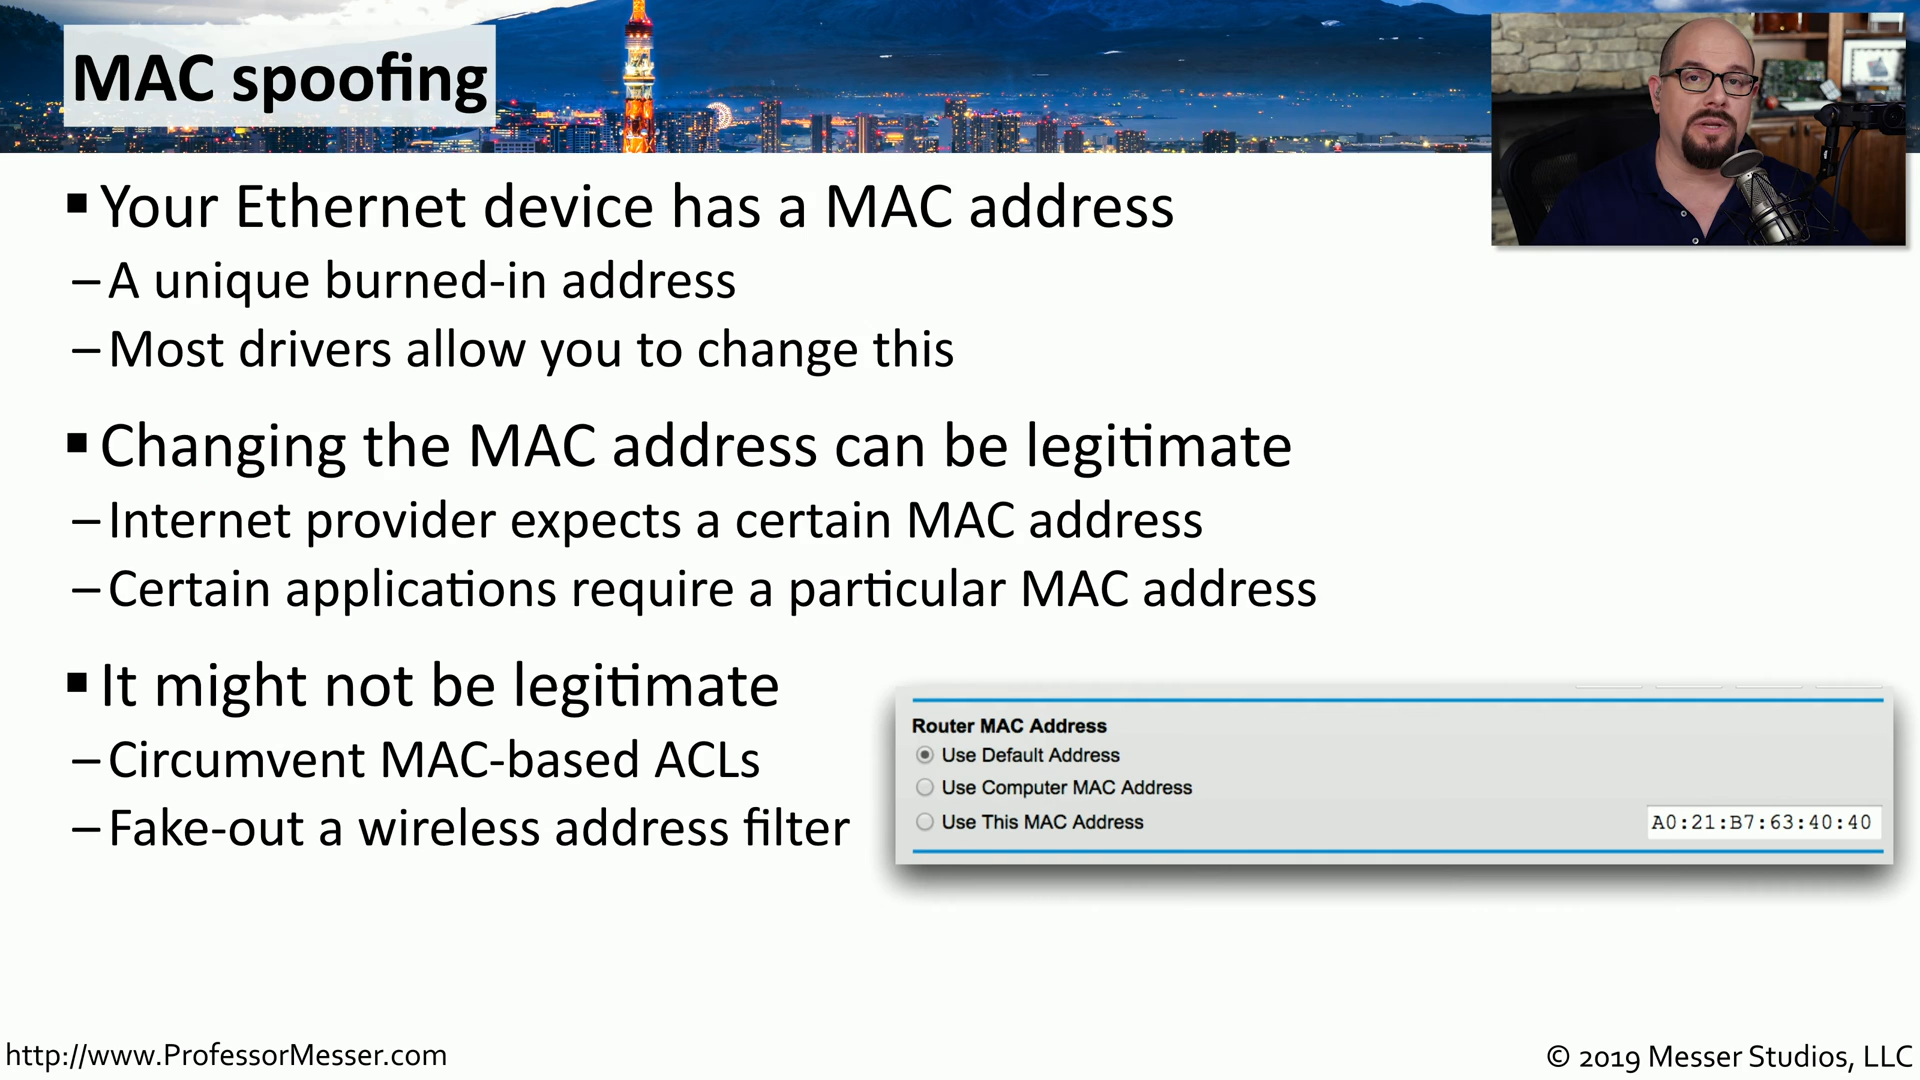 MAC spoofing
▪ Your Ethernet device has a MAC address
– A unique burned-in address
– Most drivers allow you to change this
▪ Changing the MAC address can be legitimate
– Internet provider expects a certain MAC address
– Certain applications require a particular MAC address
▪ It might not be legitimate
– Circumvent MAC-based ACLs
– Fake-out a wireless address filter
Router MAC Address
Use Default Address
Use Computer MAC Address
Use This MAC Address A0:21:B7:63:40:40
http://www.ProfessorMesser.com
© 2019 Messer Studios, LLC